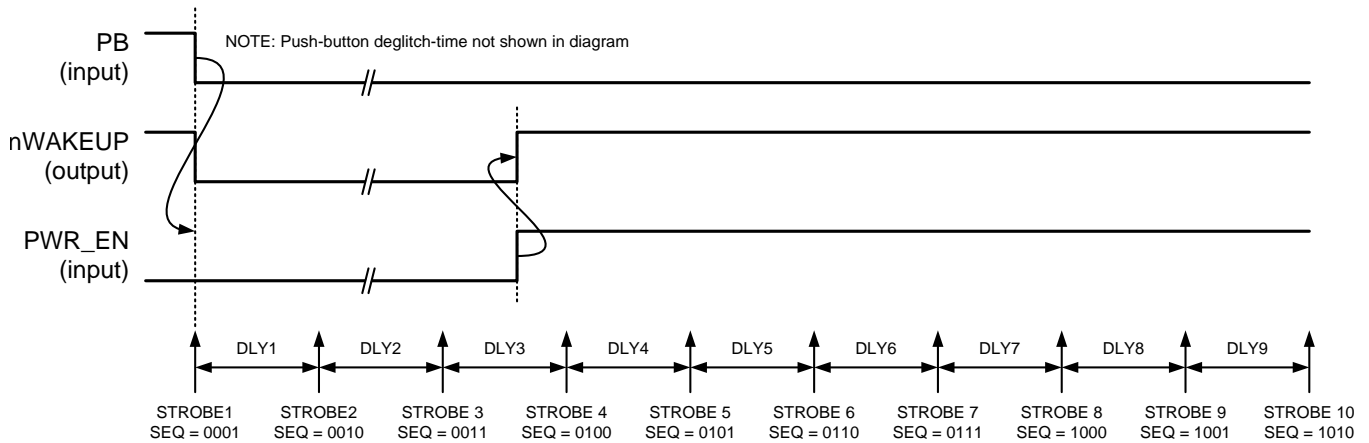 PB
(input)
NOTE: Push-button deglitch-time not shown in diagram
nWAKEUP
(output)
PWR_EN
(input)
DLY1 DLY2 DLY3 DLY4 DLY5 DLY6 DLY7 DLY8 DLY9
STROBE1 STROBE2 STROBE 3 STROBE 4 STROBE 5 STROBE 6 STROBE 7 STROBE 8 STROBE 9 STROBE 10
SEQ = 0001 SEQ = 0010 SEQ = 0011 SEQ = 0100 SEQ = 0101 SEQ = 0110 SEQ = 0111 SEQ = 1000 SEQ = 1001 SEQ = 1010